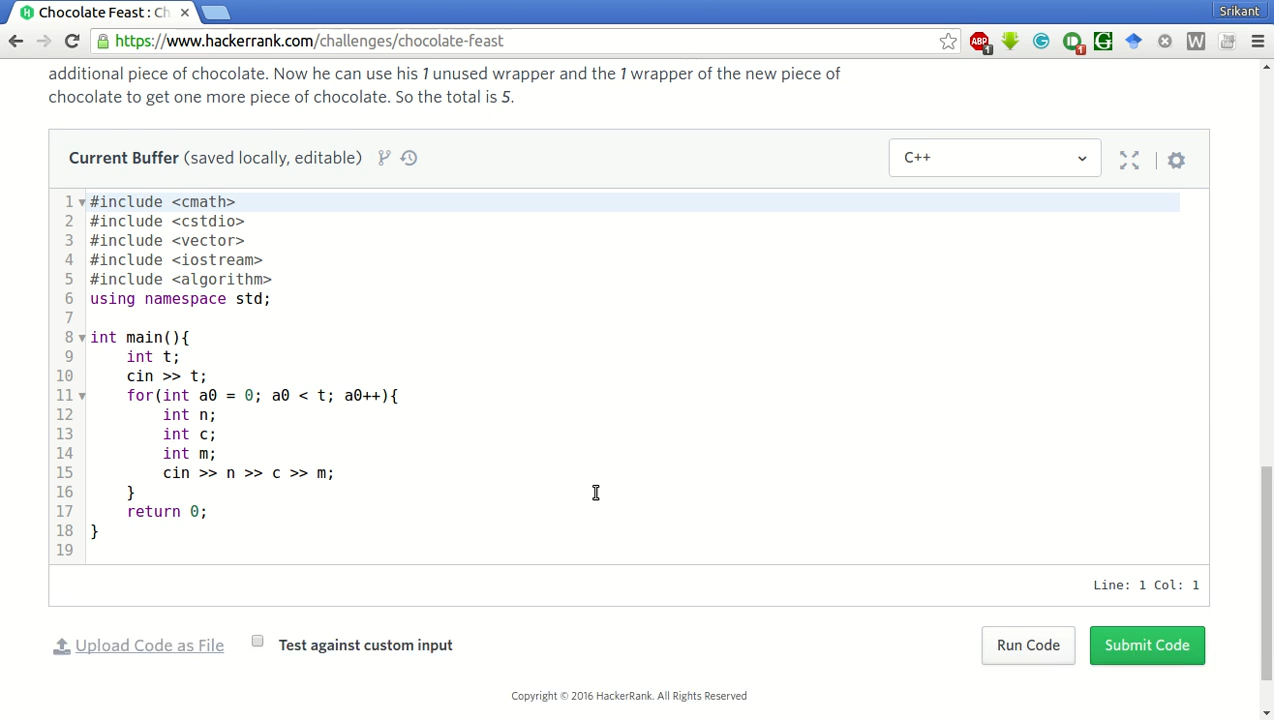 Chocolate Feast : Ch
Srikant
https://www.hackerrank.com/challenges/chocolate-feast
additional piece of chocolate. Now he can use his 1 unused wrapper and the 1 wrapper of the new piece of
chocolate to get one more piece of chocolate. So the total is 5.
Current Buffer (saved locally, editable)
C++
1 #include <cmath>
2 #include <cstdio>
3 #include <vector>
4 #include <iostream>
5 #include <algorithm>
6 using namespace std;
7
8 int main(){
9     int t;
10     cin >> t;
11     for(int a0 = 0; a0 < t; a0++){
12         int n;
13         int c;
14         int m;
15         cin >> n >> c >> m;
16     }
17     return 0;
18 }
19
Line: 1 Col: 1
Upload Code as File
Test against custom input
Run Code
Submit Code
Copyright © 2016 HackerRank. All Rights Reserved